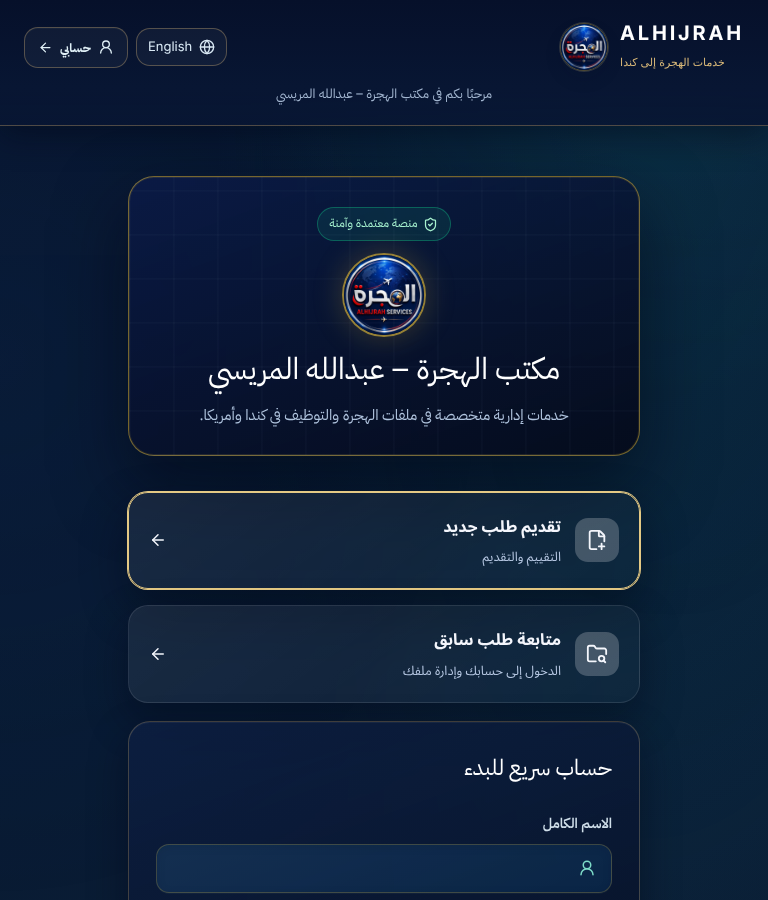 ALHIJRAH
خدمات الهجرة إلى كندا
الهجرة
English
حسابي
مرحبًا بكم في مكتب الهجرة – عبدالله المريسي
منصة معتمدة وآمنة
الهجرة
ALHIJRAH SERVICES
مكتب الهجرة – عبدالله المريسي
خدمات إدارية متخصصة في ملفات الهجرة والتوظيف في كندا وأمريكا.
تقديم طلب جديد
التقييم والتقديم
متابعة طلب سابق
الدخول إلى حسابك وإدارة ملفك
حساب سريع للبدء
الاسم الكامل